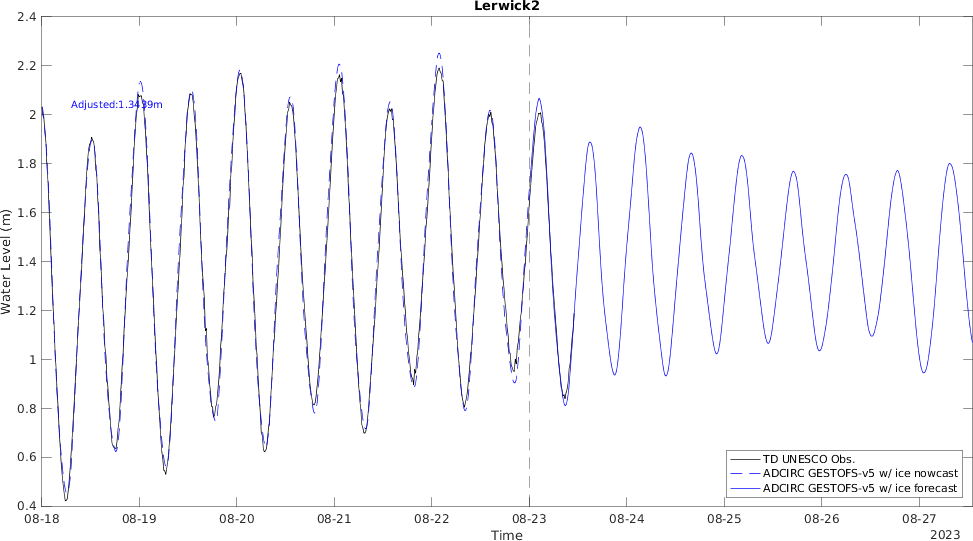 Lerwick2
Water Level (m)
2.4
2.2
2
1.8
1.6
1.4
1.2
1
0.8
0.6
0.4
Adjusted:1.3439m
TD UNESCO Obs.
ADCIRC GESTOFS-v5 w/ ice nowcast
ADCIRC GESTOFS-v5 w/ ice forecast
08-18 08-19 08-20 08-21 08-22 08-23 08-24 08-25 08-26 08-27
Time
2023